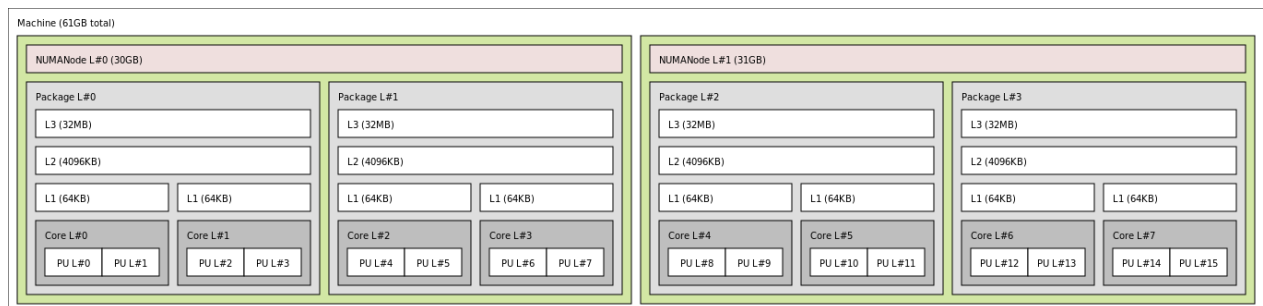 Machine (61GB total)
NUMANode L#0 (30GB)
Package L#0
L3 (32MB)
L2 (4096KB)
L1 (64KB) L1 (64KB)
Core L#0 Core L#1
PU L#0 PU L#1 PU L#2 PU L#3
Package L#1
L3 (32MB)
L2 (4096KB)
L1 (64KB) L1 (64KB)
Core L#2 Core L#3
PU L#4 PU L#5 PU L#6 PU L#7
NUMANode L#1 (31GB)
Package L#2
L3 (32MB)
L2 (4096KB)
L1 (64KB) L1 (64KB)
Core L#4 Core L#5
PU L#8 PU L#9 PU L#10 PU L#11
Package L#3
L3 (32MB)
L2 (4096KB)
L1 (64KB) L1 (64KB)
Core L#6 Core L#7
PU L#12 PU L#13 PU L#14 PU L#15